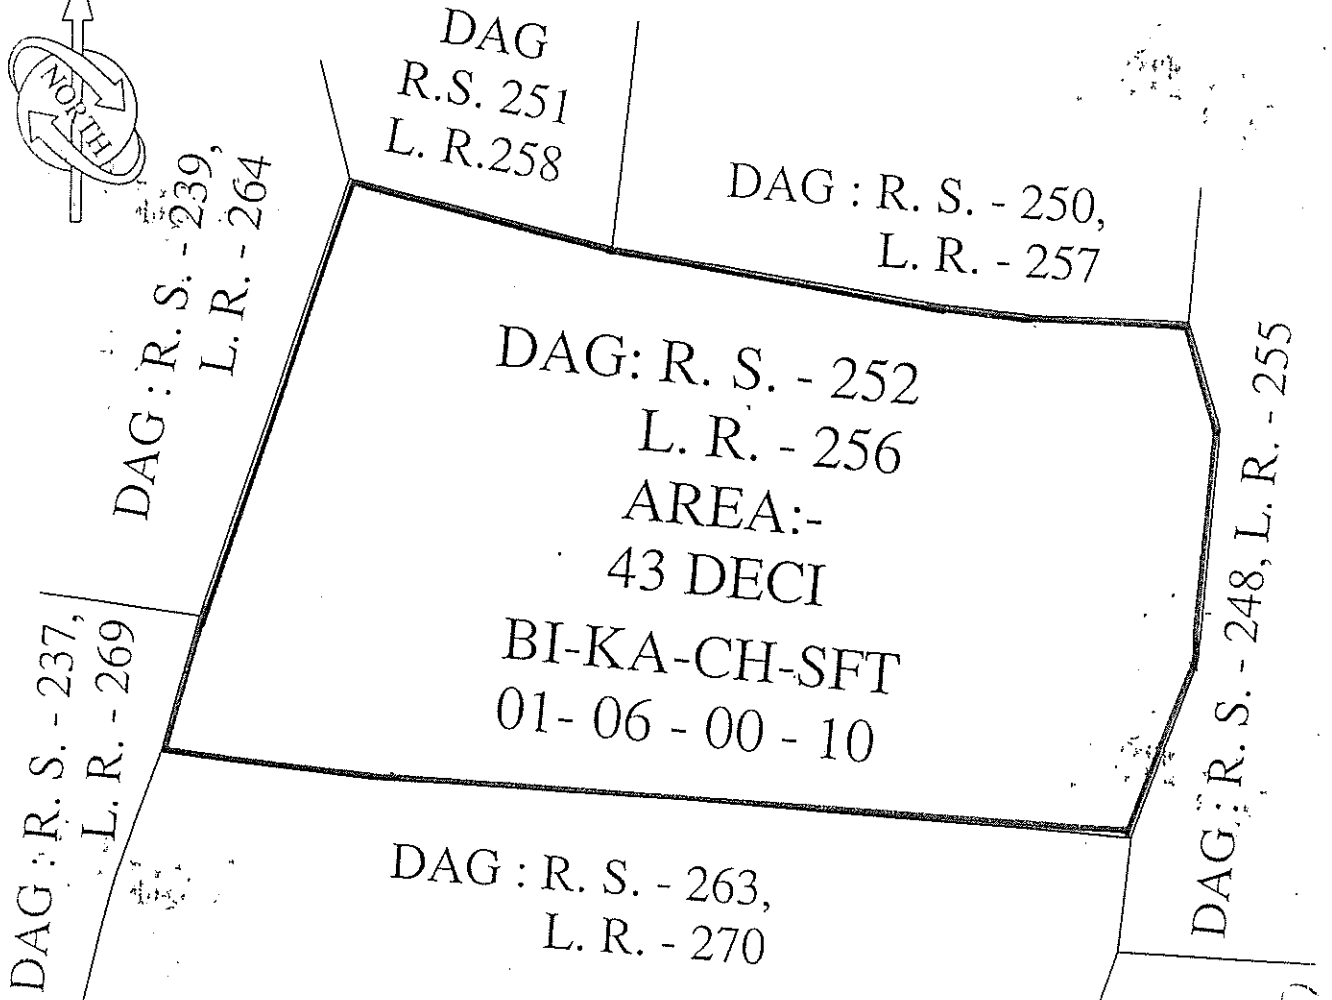 NORTH
DAG
R.S. 251
L. R.258
DAG : R. S. - 250,
L. R. - 257
DAG : R. S. - 239,
L. R. - 264
DAG: R. S. - 252
L. R. - 256
AREA:-
43 DECI
BI-KA-CH-SFT
01- 06 - 00 - 10
DAG : R. S. - 248, L. R. - 255
DAG : R. S. - 237,
L. R. - 269
DAG : R. S. - 263,
L. R. - 270